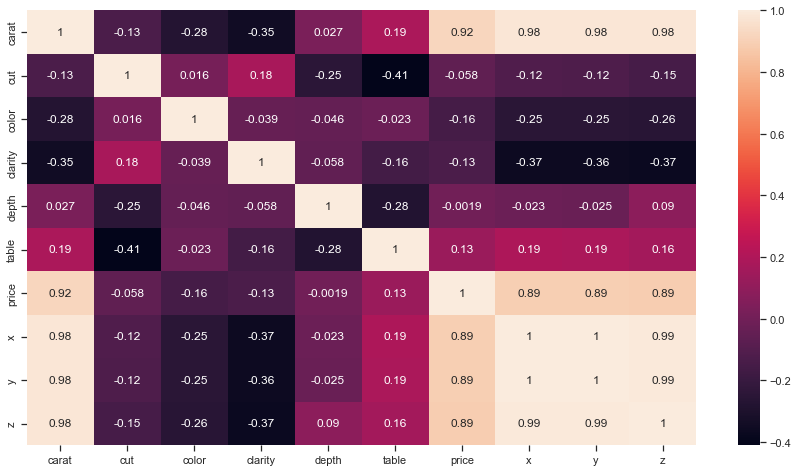 carat 1 -0.13 -0.28 -0.35 0.027 0.19 0.92 0.98 0.98 0.98
cut -0.13 1 0.016 0.18 -0.25 -0.41 -0.058 -0.12 -0.12 -0.15
color -0.28 0.016 1 -0.039 -0.046 -0.023 -0.16 -0.25 -0.25 -0.26
clarity -0.35 0.18 -0.039 1 -0.058 -0.16 -0.13 -0.37 -0.36 -0.37
depth 0.027 -0.25 -0.046 -0.058 1 -0.28 -0.0019 -0.023 -0.025 0.09
table 0.19 -0.41 -0.023 -0.16 -0.28 1 0.13 0.19 0.19 0.16
price 0.92 -0.058 -0.16 -0.13 -0.0019 0.13 1 0.89 0.89 0.89
x 0.98 -0.12 -0.25 -0.37 -0.023 0.19 0.89 1 1 0.99
y 0.98 -0.12 -0.25 -0.36 -0.025 0.19 0.89 1 1 0.99
z 0.98 -0.15 -0.26 -0.37 0.09 0.16 0.89 0.99 0.99 1
carat cut color clarity depth table price x y z
1.0
0.8
0.6
0.4
0.2
0.0
−0.2
−0.4